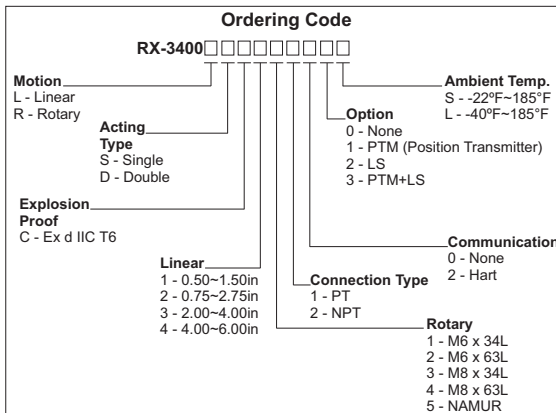 Ordering Code
RX-3400
Motion
L - Linear
R - Rotary
Acting
Type
S - Single
D - Double
Explosion
Proof
C - Ex d IIC T6
Linear
1 - 0.50~1.50in
2 - 0.75~2.75in
3 - 2.00~4.00in
4 - 4.00~6.00in
Ambient Temp.
S - -22ºF~185°F
L - -40ºF~185°F
Option
0 - None
1 - PTM (Position Transmitter)
2 - LS
3 - PTM+LS
Communication
0 - None
2 - Hart
Connection Type
1 - PT
2 - NPT
Rotary
1 - M6 x 34L
2 - M6 x 63L
3 - M8 x 34L
4 - M8 x 63L
5 - NAMUR